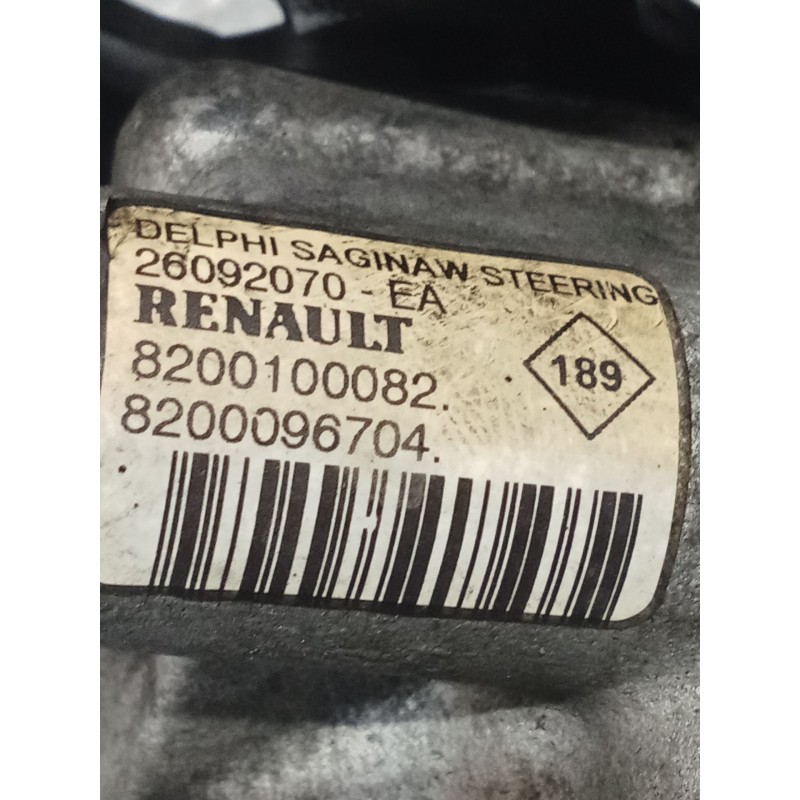 DELPHI SAGINAW STEERING
26092070 - EA
RENAULT
8200100082.
8200096704.
189